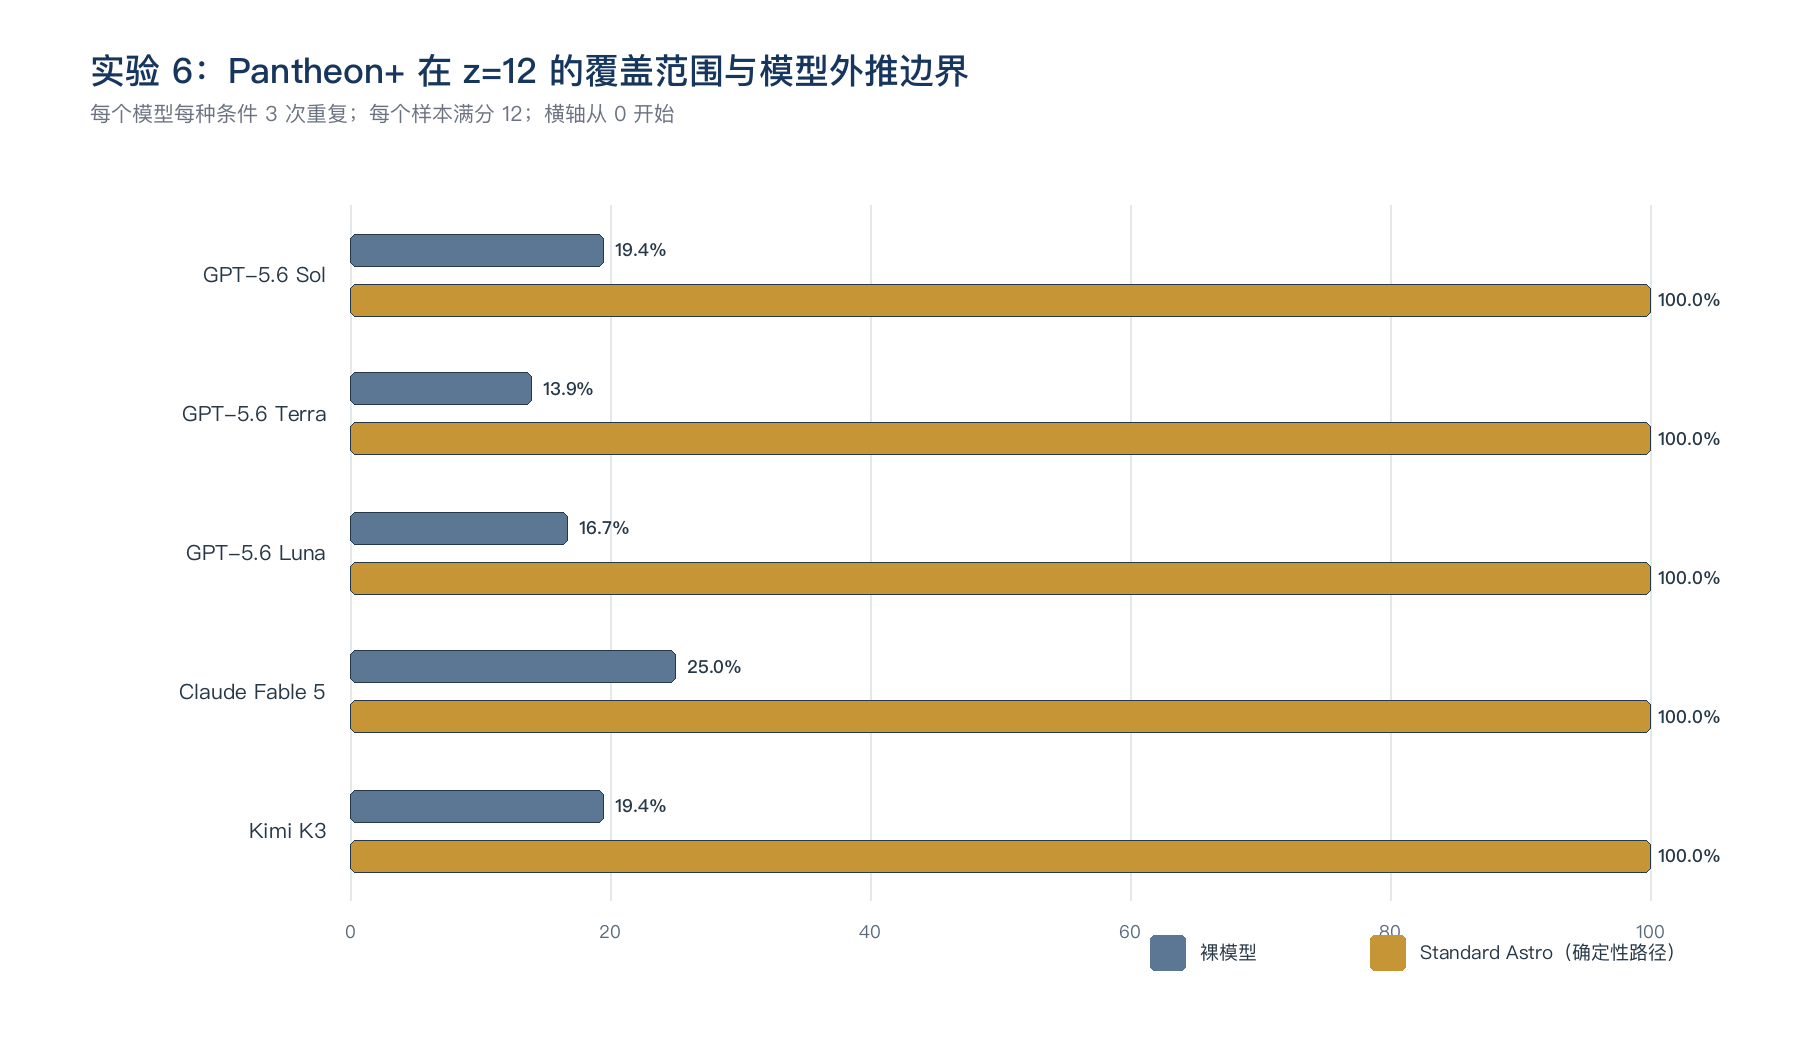 实验 6：Pantheon+ 在 z=12 的覆盖范围与模型外推边界
每个模型每种条件 3 次重复；每个样本满分 12；横轴从 0 开始
19.4%
GPT-5.6 Sol
100.0%
13.9%
GPT-5.6 Terra
100.0%
16.7%
GPT-5.6 Luna
100.0%
25.0%
Claude Fable 5
100.0%
19.4%
Kimi K3
100.0%
0 20 40 60 80 100
裸模型 Standard Astro（确定性路径）